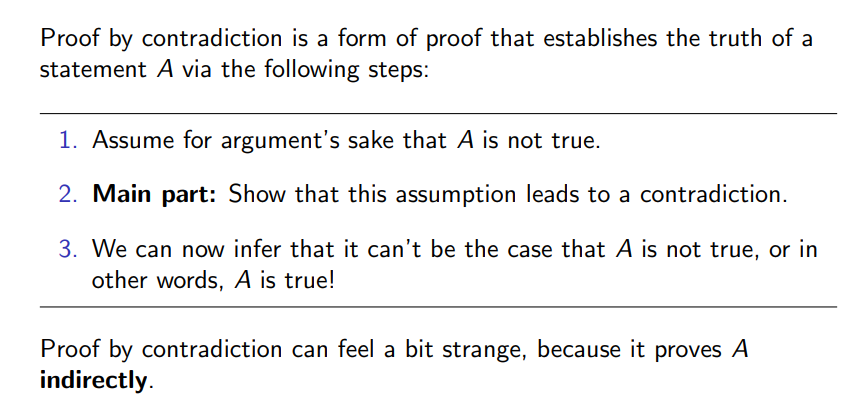 Proof by contradiction is a form of proof that establishes the truth of a
statement A via the following steps:
1. Assume for argument's sake that A is not true.
2. Main part: Show that this assumption leads to a contradiction.
3. We can now infer that it can't be the case that A is not true, or in
other words, A is true!
Proof by contradiction can feel a bit strange, because it proves A
indirectly.